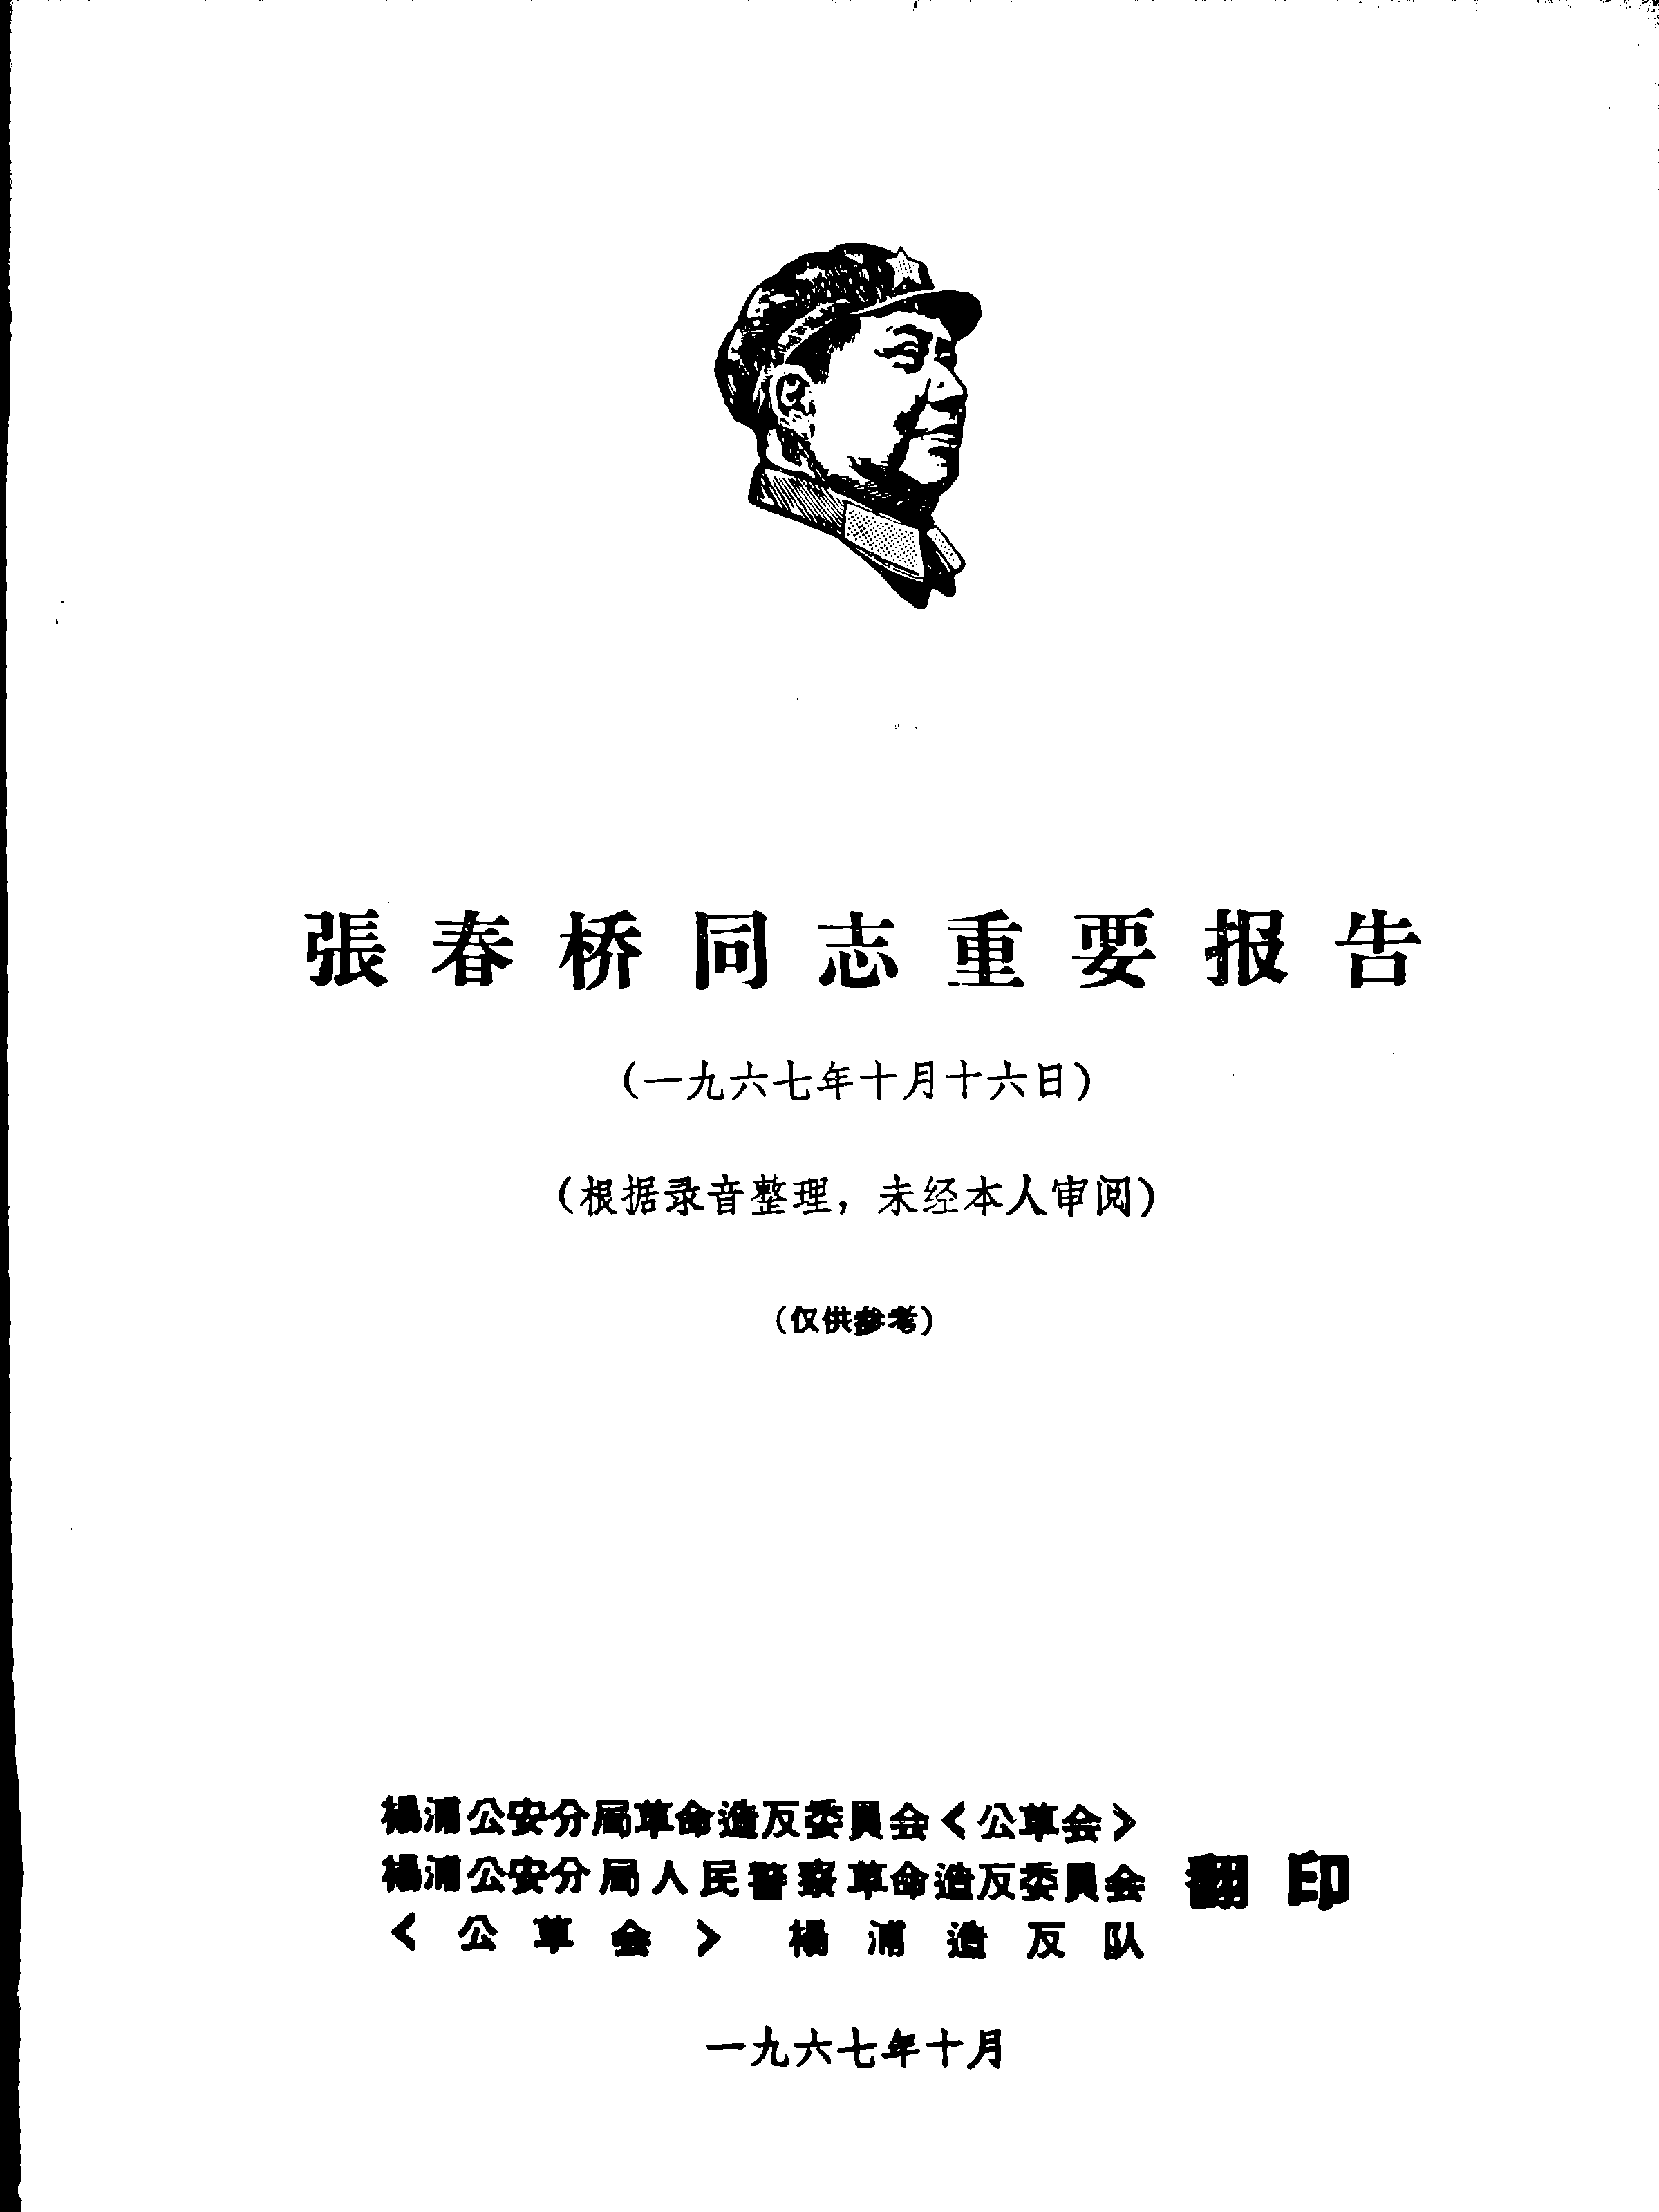 張春桥同志重要报告
(一九六七年十月十六日)
(根据录音整理，未经本人审阅)
(仅供参考)
楊浦公安分局革命造反委員会<公革会>
楊浦公安分局人民警察革命造反委員会 翻印
<公革会> 楊浦造反队
一九六七年十月